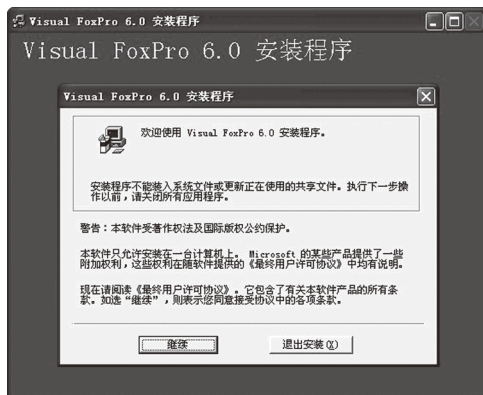 Visual FoxPro 6.0 安装程序
Visual FoxPro 6.0 安装程序
Visual FoxPro 6.0 安装程序
欢迎使用 Visual FoxPro 6.0 安装程序。
安装程序不能装入系统文件或更新正在使用的共享文件。执行下一步操
作以前，请关闭所有应用程序。
警告：本软件受著作权法及国际版权公约保护。
本软件只允许安装在一台计算机上。 Microsoft 的某些产品提供了一些
附加权利，这些权利在随软件提供的《最终用户许可协议》中均有说明。
现在请阅读《最终用户许可协议》。它包含了有关本软件产品的所有条
款。如选“继续”，则表示您同意接受协议中的各项条款。
继续
退出安装(X)